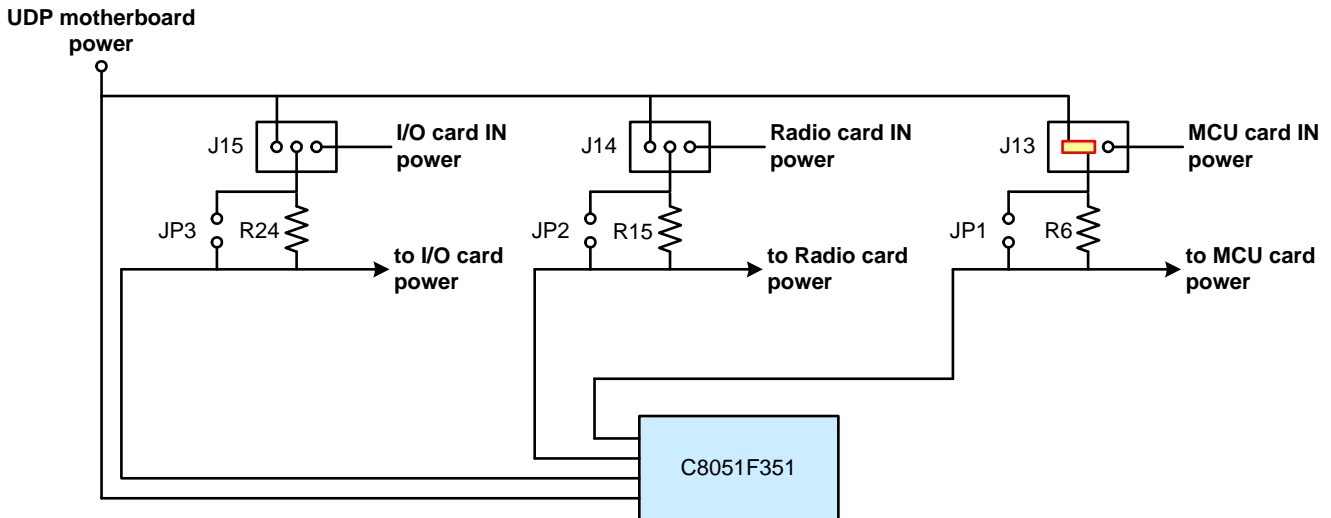 UDP motherboard
power
J15
I/O card IN
power
J14
Radio card IN
power
J13
MCU card IN
power
JP3
R24
JP2
R15
JP1
R6
to I/O card
power
to Radio card
power
to MCU card
power
C8051F351